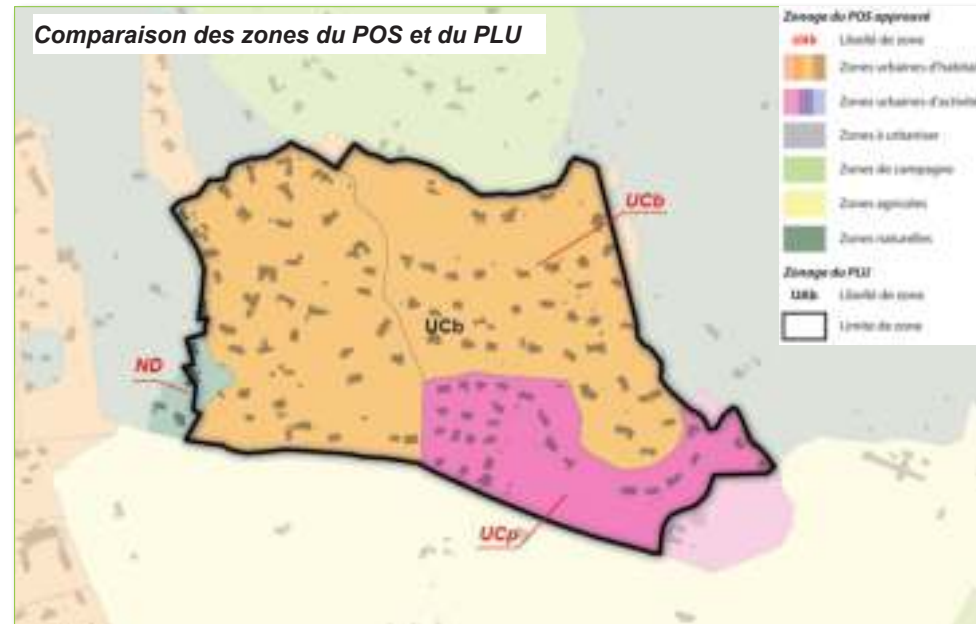 Comparaison des zones du POS et du PLU
Zonage du POS approuvé
UAb Libellé de zone
Zones urbaines d'habitat
Zones urbaines d'activité
Zones à urbaniser
Zones de campagne
Zones agricoles
Zones naturelles
Zonage du PLU
UAb Libellé de zone
Limite de zone
UCb
UCb
ND
UCp